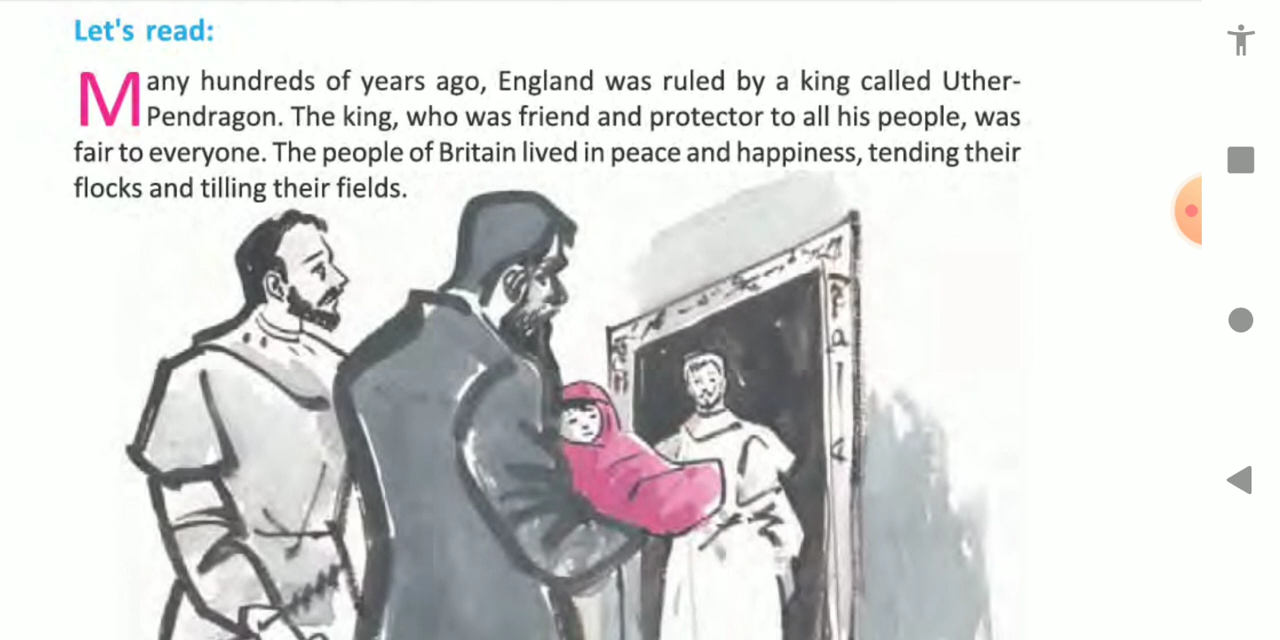 Let's read:
Many hundreds of years ago, England was ruled by a king called Uther-
Pendragon. The king, who was friend and protector to all his people, was
fair to everyone. The people of Britain lived in peace and happiness, tending their
flocks and tilling their fields.